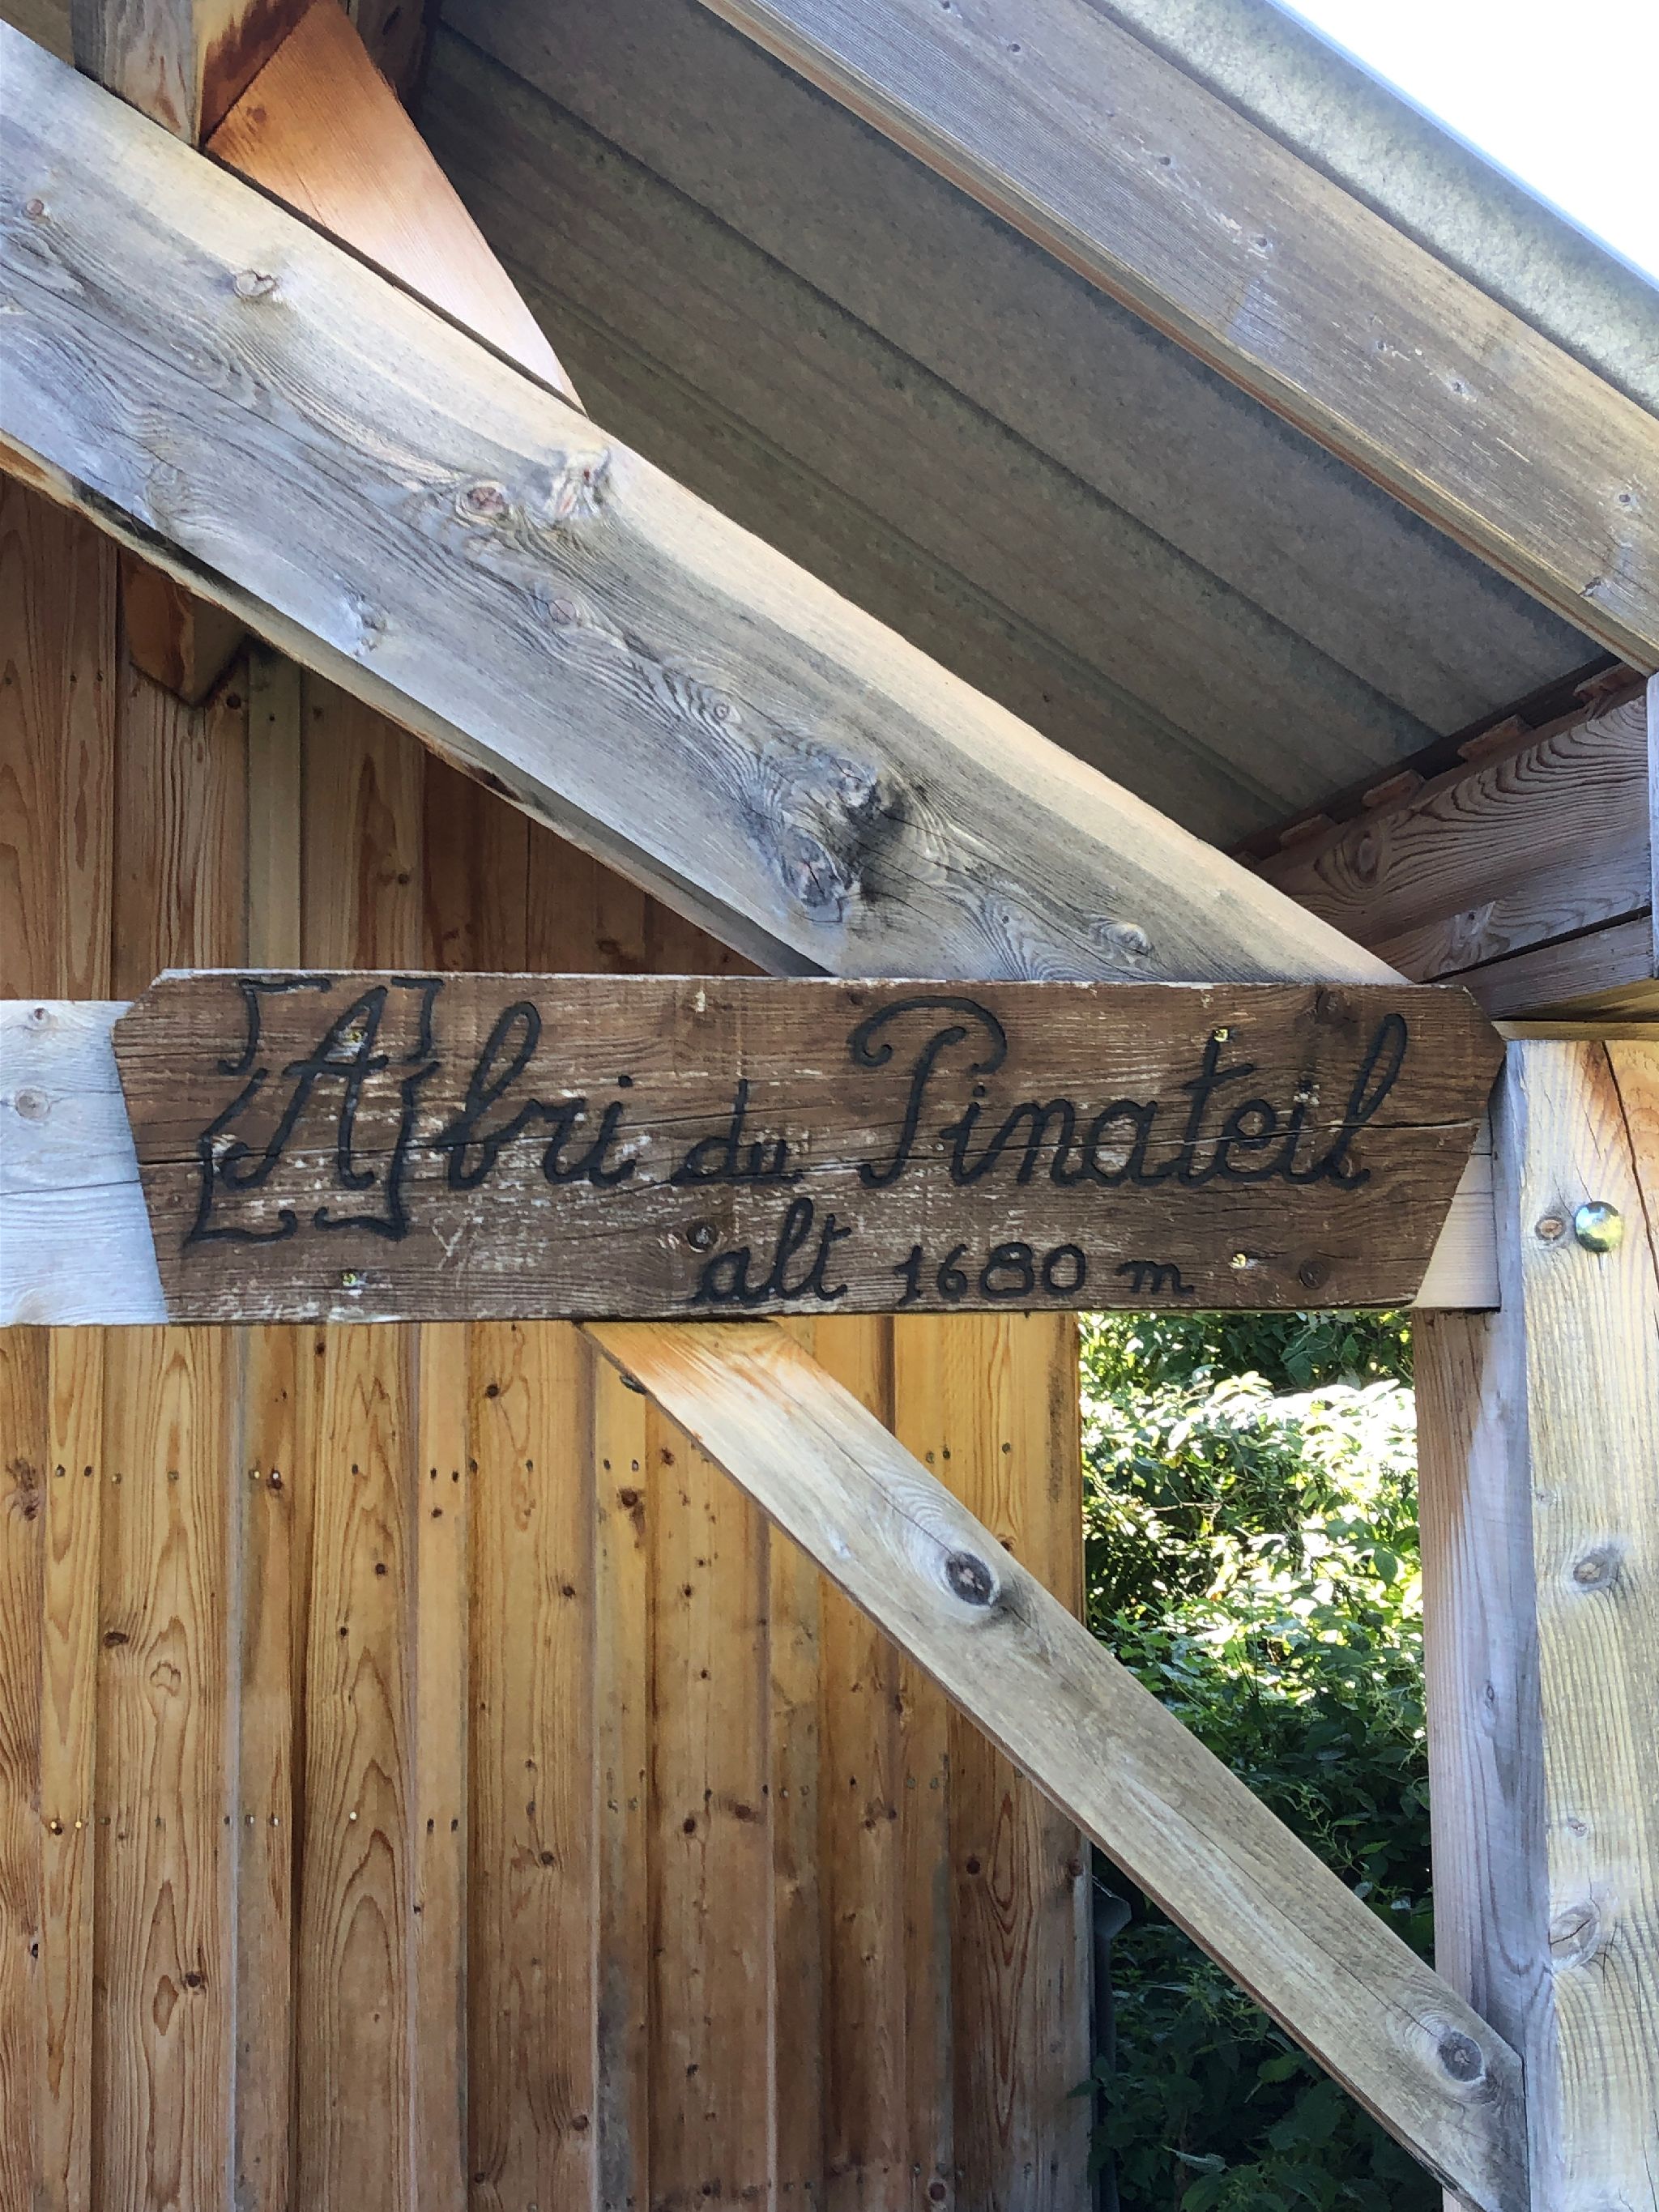 Abri du Pinateil
alt 1680 m